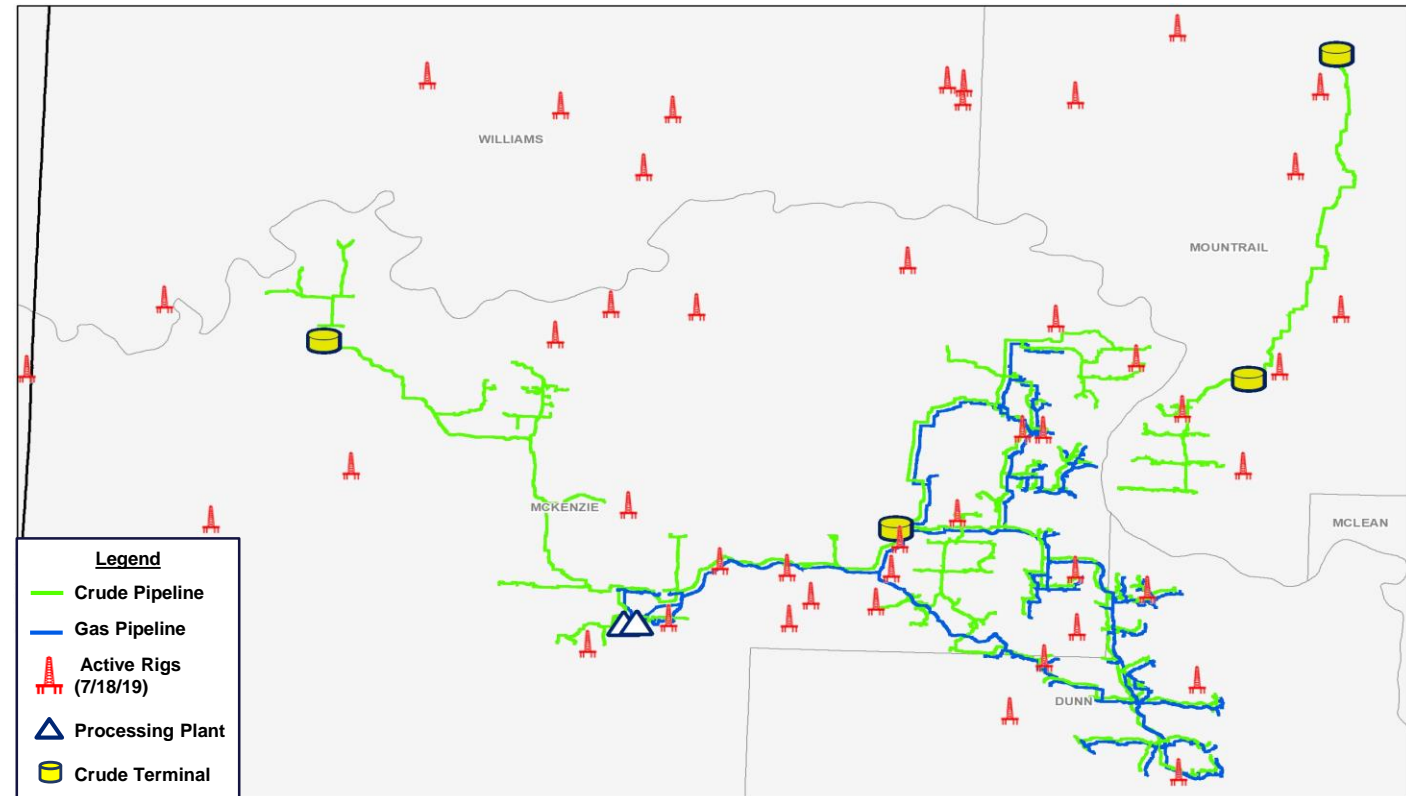 WILLIAMS
MOUNTRAIL
MCKENZIE
MCLEAN
DUNN
Legend
Crude Pipeline
Gas Pipeline
Active Rigs
(7/18/19)
Processing Plant
Crude Terminal